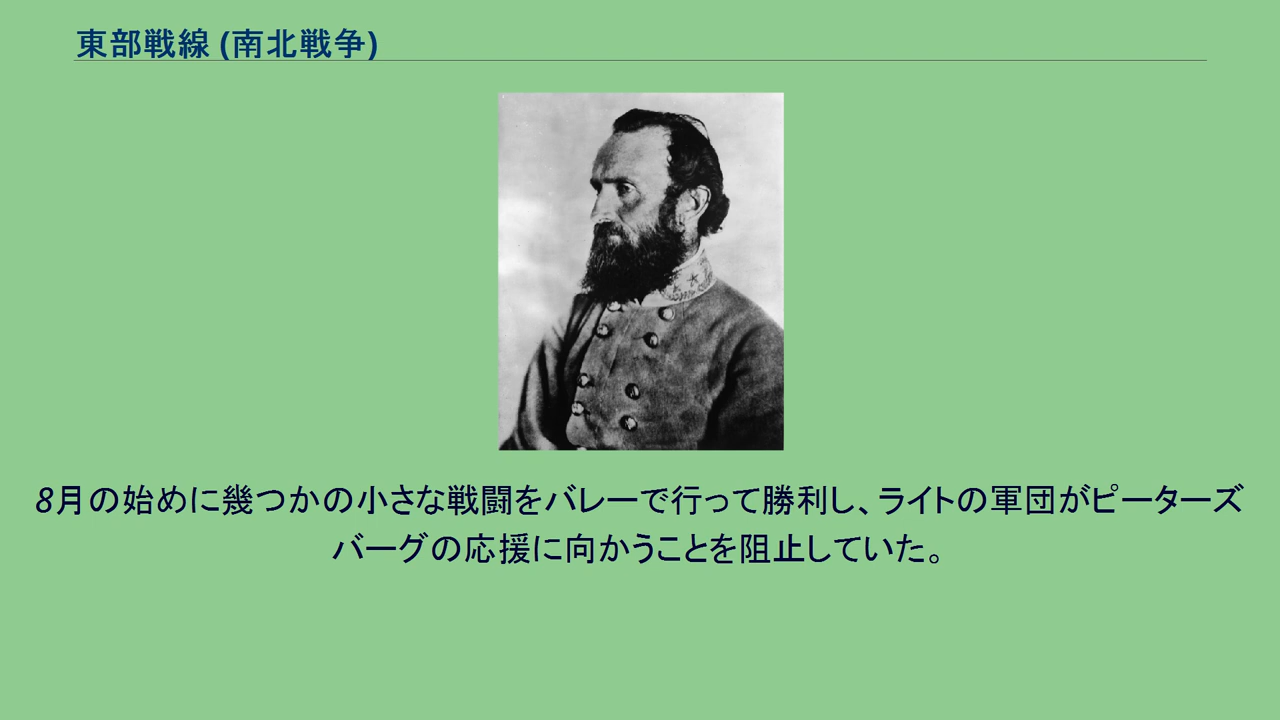 東部戦線 (南北戦争)
8月の始めに幾つかの小さな戦闘をバレーで行って勝利し、ライトの軍団がピーターズ
バーグの応援に向かうことを阻止していた。